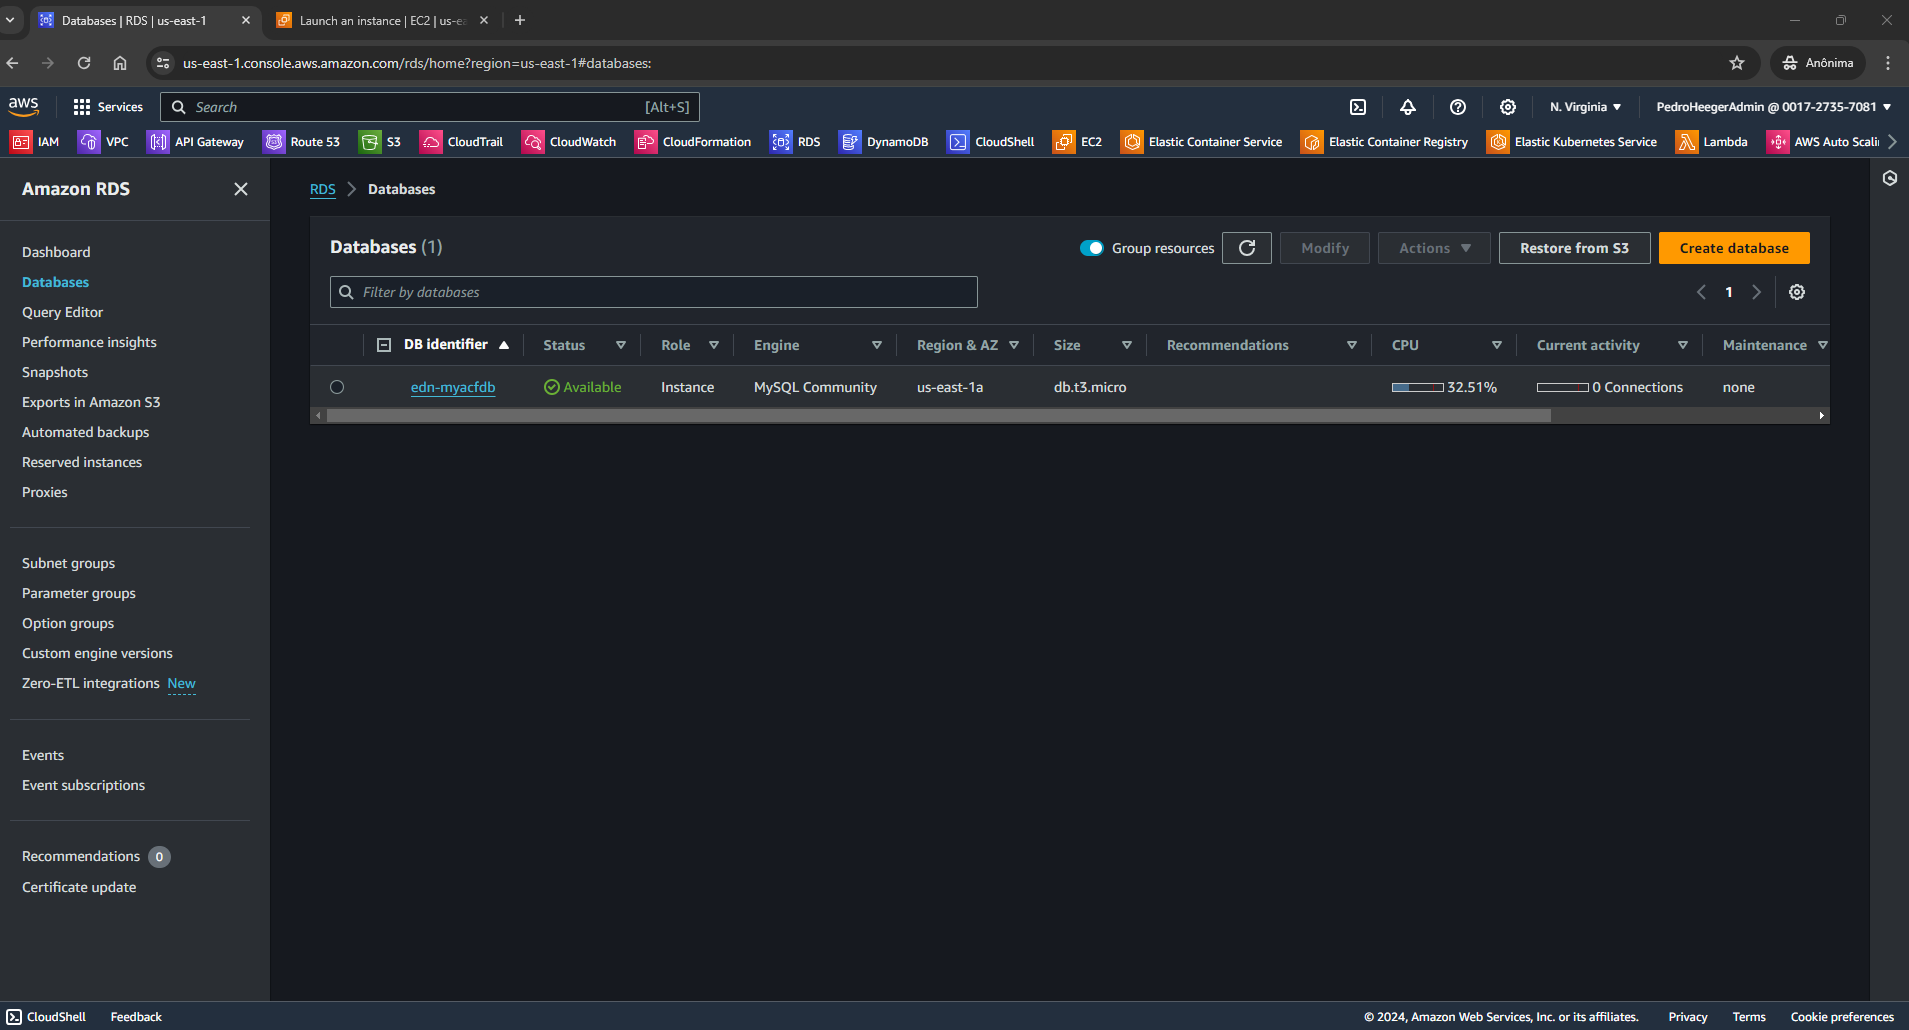 Databases | RDS | us-east-1
Launch an instance | EC2 | us-ea
us-east-1.console.aws.amazon.com/rds/home?region=us-east-1#databases:
Anônima
aws
Services
Search
[Alt+S]
N. Virginia
PedroHeegerAdmin @ 0017-2735-7081
IAM
VPC
API Gateway
Route 53
S3
CloudTrail
CloudWatch
CloudFormation
RDS
DynamoDB
CloudShell
EC2
Elastic Container Service
Elastic Container Registry
Elastic Kubernetes Service
Lambda
AWS Auto Scali
Amazon RDS
Dashboard
Databases
Query Editor
Performance insights
Snapshots
Exports in Amazon S3
Automated backups
Reserved instances
Proxies
Subnet groups
Parameter groups
Option groups
Custom engine versions
Zero-ETL integrations New
Events
Event subscriptions
Recommendations 0
Certificate update
RDS
Databases
Databases (1)
Group resources
Modify
Actions
Restore from S3
Create database
Filter by databases
1
DB identifier
Status
Role
Engine
Region & AZ
Size
Recommendations
CPU
Current activity
Maintenance
edn-myacfdb
Available
Instance
MySQL Community
us-east-1a
db.t3.micro
32.51%
0 Connections
none
CloudShell
Feedback
© 2024, Amazon Web Services, Inc. or its affiliates.
Privacy
Terms
Cookie preferences